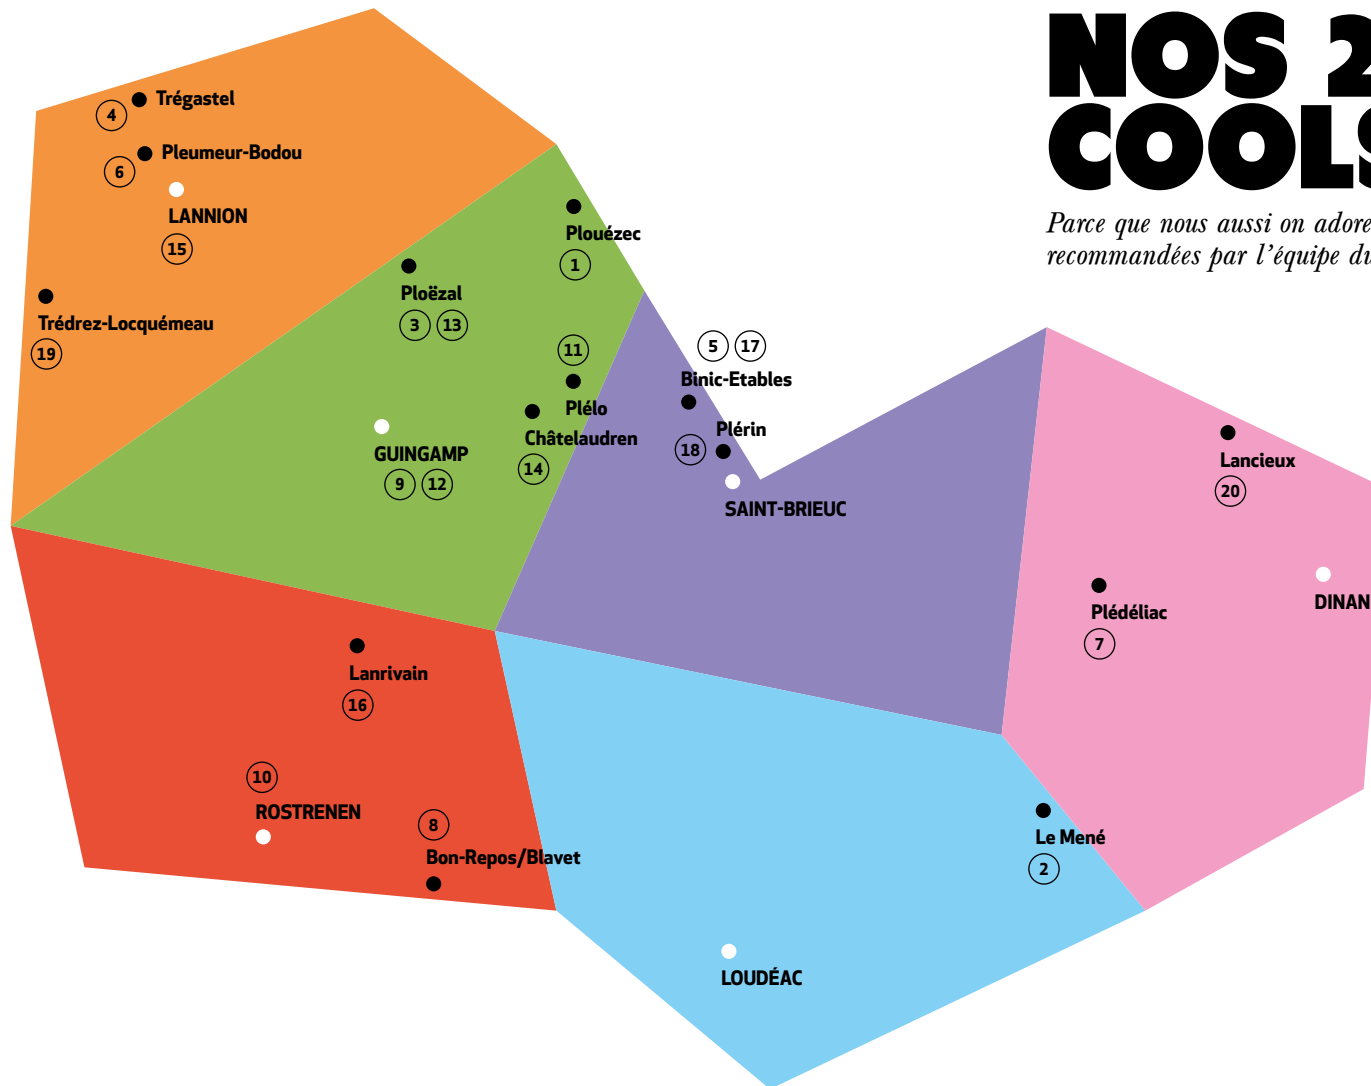 NOS 2
COOLS
Parce que nous aussi on adore
recommandées par l'équipe du
Trégastel
4
Pleumeur-Bodou
6
LANNION
15
Trédrez-Locquémeau
19
Plouézec
1
Ploëzal
3 13
11
Plélo
Châtelaudren
14
GUINGAMP
9 12
5 17
Binic-Etables
Plérin
18
SAINT-BRIEUC
Lancieux
20
DINAN
Plédéliac
7
Lanrivain
16
10
ROSTRENEN
8
Bon-Repos/Blavet
Le Mené
2
LOUDÉAC